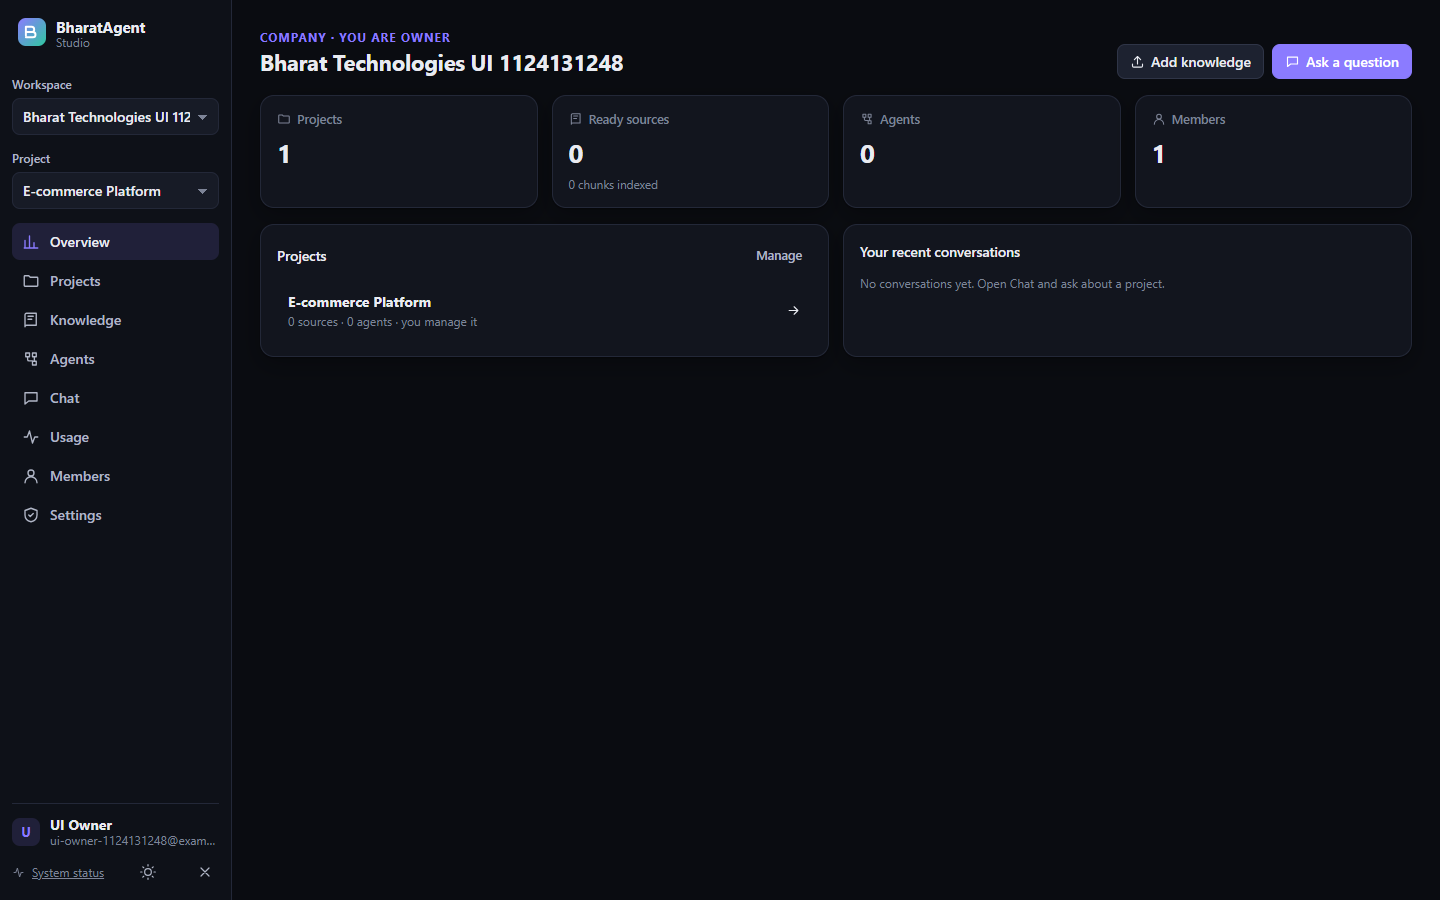 BharatAgent
Studio
Workspace
Bharat Technologies UI 112
Project
E-commerce Platform
Overview
Projects
Knowledge
Agents
Chat
Usage
Members
Settings
UI Owner
ui-owner-1124131248@exam...
System status
COMPANY · YOU ARE OWNER
Bharat Technologies UI 1124131248
Add knowledge
Ask a question
Projects
1
Ready sources
0
0 chunks indexed
Agents
0
Members
1
Projects
Manage
E-commerce Platform
0 sources · 0 agents · you manage it
Your recent conversations
No conversations yet. Open Chat and ask about a project.
B
U